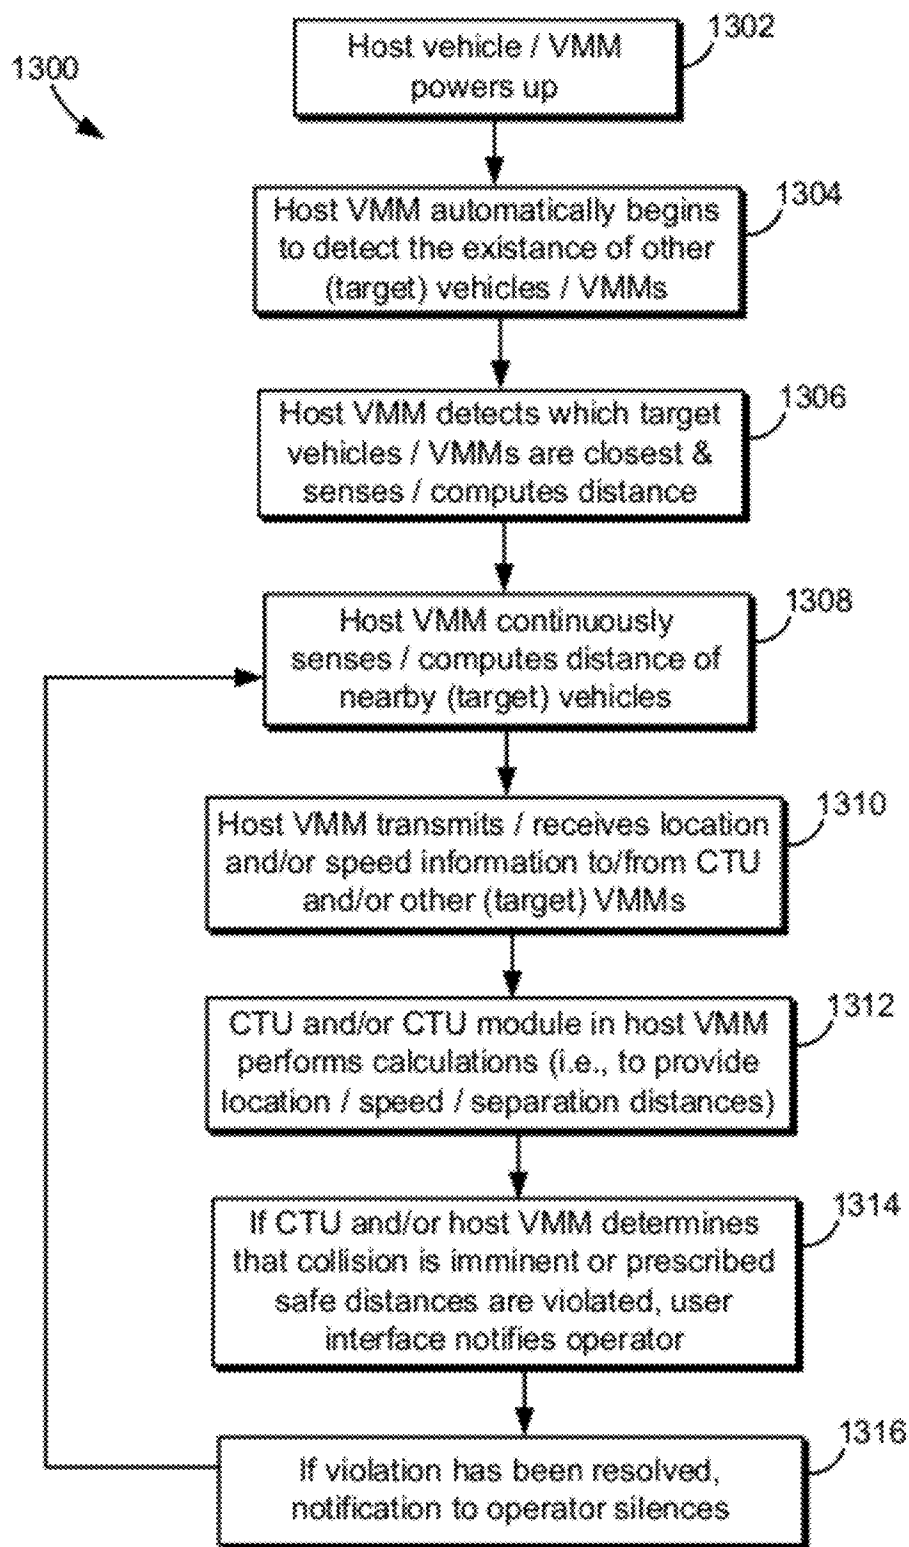 1300
1302
Host vehicle / VMM
powers up
1304
Host VMM automatically begins
to detect the existance of other
(target) vehicles / VMMs
1306
Host VMM detects which target
vehicles / VMMs are closest &
senses / computes distance
1308
Host VMM continuously
senses / computes distance of
nearby (target) vehicles
1310
Host VMM transmits / receives location
and/or speed information to/from CTU
and/or other (target) VMMs
1312
CTU and/or CTU module in host VMM
performs calculations (i.e., to provide
location / speed / separation distances)
1314
If CTU and/or host VMM determines
that collision is imminent or prescribed
safe distances are violated, user
interface notifies operator
1316
If violation has been resolved,
notification to operator silences